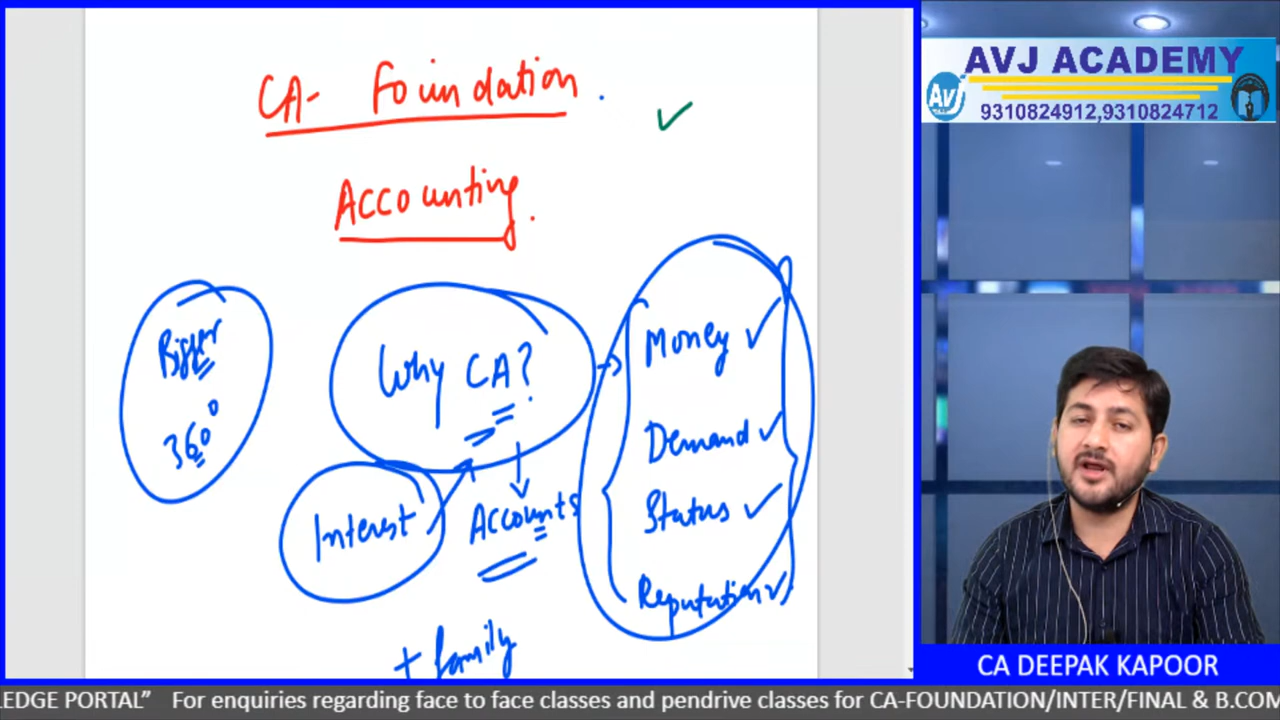 CA- Foundation.
Accounting.
Bigger
360°
Why CA?
Interest
Accounts
+ family
Money ✓
Demand ✓
Status ✓
Reputation ✓
AVJ ACADEMY
AVJ
9310824912,9310824712
CA DEEPAK KAPOOR
EDGE PORTAL” For enquiries regarding face to face classes and pendrive classes for CA-FOUNDATION/INTER/FINAL & B.COM